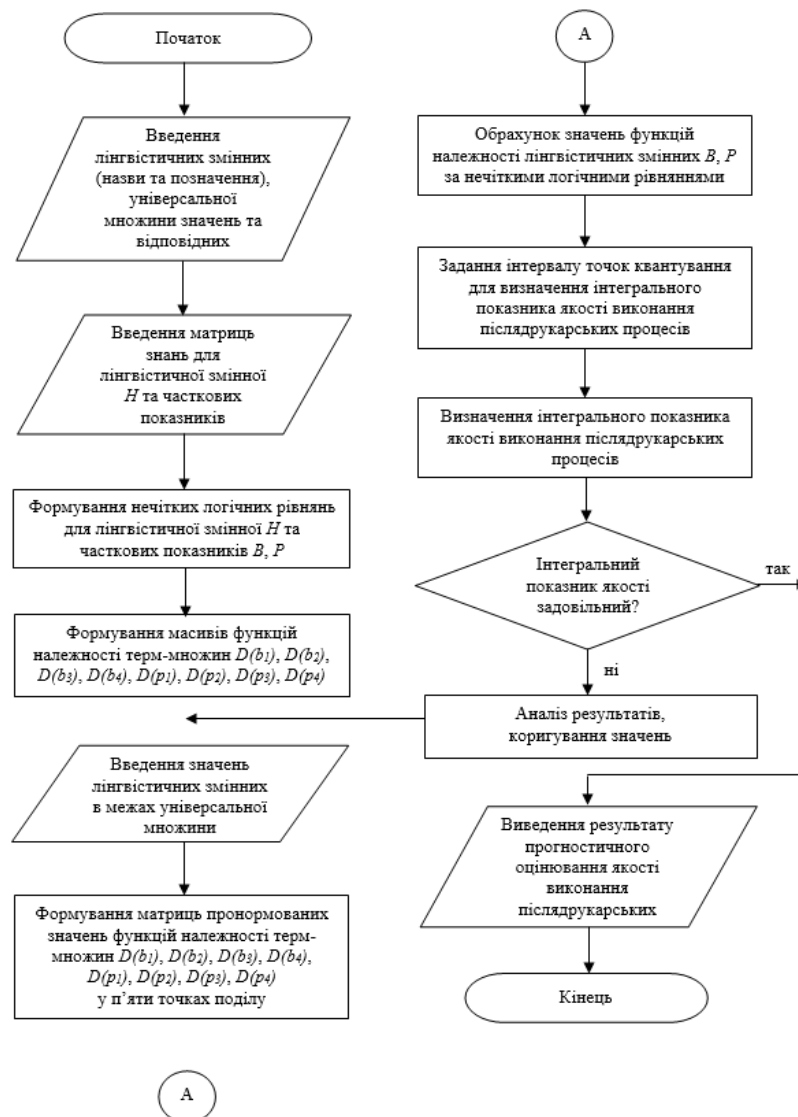 Початок
Введення
лінгвістичних змінних
(назви та позначення),
універсальної
множини значень та
відповідних
Введення матриць
знань для
лінгвістичної змінної
H та часткових
показників
Формування нечітких логічних рівнянь
для лінгвістичної змінної H та
часткових показників B, P
Формування масивів функцій
належності терм-множин D(b₁), D(b₂),
D(b₃), D(b₄), D(p₁), D(p₂), D(p₃), D(p₄)
Введення значень
лінгвістичних змінних
в межах універсальної
множини
Формування матриць пронормованих
значень функцій належності терм-
множин D(b₁), D(b₂), D(b₃), D(b₄),
D(p₁), D(p₂), D(p₃), D(p₄)
у п’яти точках поділу
А
А
Обрахунок значень функцій
належності лінгвістичних змінних B, P
за нечіткими логічними рівняннями
Задання інтервалу точок квантування
для визначення інтегрального
показника якості виконання
післядрукарських процесів
Визначення інтегрального показника
якості виконання післядрукарських
процесів
Інтегральний
показник якості
задовільний?
так
ні
Аналіз результатів,
коригування значень
Виведення результату
прогностичного
оцінювання якості
виконання
післядрукарських
Кінець